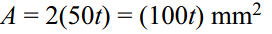 A = 2(50t) = (100t) mm²